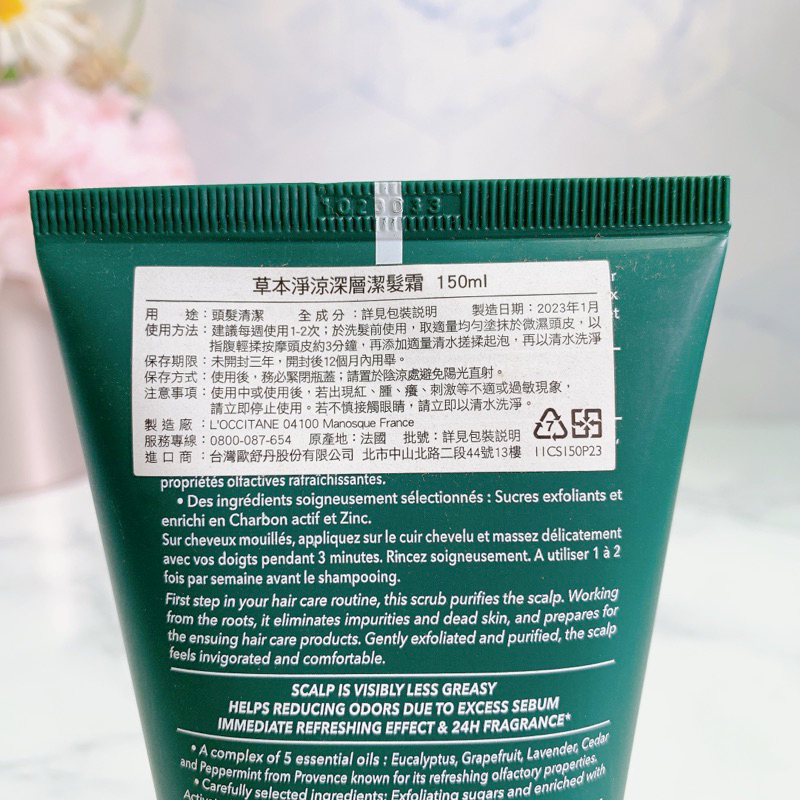 1023033
草本淨涼深層潔髮霜 150ml
用 途：頭髮清潔 全成分：詳見包裝説明 製造日期：2023年1月
使用方法：建議每週使用1-2次；於洗髮前使用，取適量均勻塗抹於微濕頭皮，以
指腹輕揉按摩頭皮約3分鐘，再添加適量清水搓揉起泡，再以清水洗淨
保存期限：未開封三年，開封後12個月內用畢。
保存方式：使用後，務必緊閉瓶蓋；請置於陰涼處避免陽光直射。
注意事項：使用中或使用後，若出現紅、腫、癢、刺激等不適或過敏現象，
請立即停止使用。若不慎接觸眼睛，請立即以清水洗淨。
製造廠：L'OCCITANE 04100 Manosque France
服務專線：0800-087-654 原產地：法國 批號：詳見包裝説明
進口商：台灣歐舒丹股份有限公司 北市中山北路二段44號13樓 11CS150P23
7
propriétés olfactives rafraîchissantes.
• Des ingrédients soigneusement sélectionnés : Sucres exfoliants et
enrichi en Charbon actif et Zinc.
Sur cheveux mouillés, appliquez sur le cuir chevelu et massez délicatement
avec vos doigts pendant 3 minutes. Rincez soigneusement. A utiliser 1 à 2
fois par semaine avant le shampooing.
First step in your hair care routine, this scrub purifies the scalp. Working
from the roots, it eliminates impurities and dead skin, and prepares for
the ensuing hair care products. Gently exfoliated and purified, the scalp
feels invigorated and comfortable.
SCALP IS VISIBLY LESS GREASY
HELPS REDUCING ODORS DUE TO EXCESS SEBUM
IMMEDIATE REFRESHING EFFECT & 24H FRAGRANCE*
• A complex of 5 essential oils : Eucalyptus, Grapefruit, Lavender, Cedar
and Peppermint from Provence known for its refreshing olfactory properties.
• Carefully selected ingredients: Exfoliating sugars and enriched with